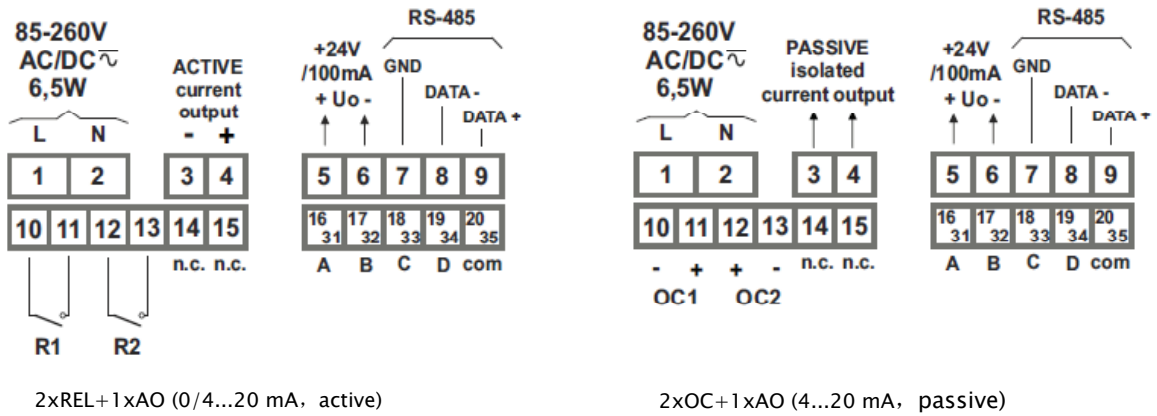 85-260V
AC/DC
6,5W
L N
ACTIVE
current
output
- +
+24V
/100mA
+ Uo -
RS-485
GND
DATA -
DATA +
1 2 3 4 5 6 7 8 9
10 11 12 13 14 15
16 17 18 19 20
31 32 33 34 35
n.c. n.c.
A B C D com
R1 R2
2xREL+1xAO (0/4...20 mA, active)
85-260V
AC/DC
6,5W
L N
PASSIVE
isolated
current output
+24V
/100mA
+ Uo -
RS-485
GND
DATA -
DATA +
1 2 3 4 5 6 7 8 9
10 11 12 13 14 15
16 17 18 19 20
31 32 33 34 35
- + + -
n.c. n.c.
A B C D com
OC1 OC2
2xOC+1xAO (4...20 mA, passive)